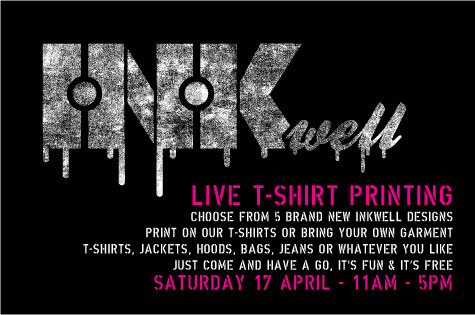 INKwell
LIVE T-SHIRT PRINTING
CHOOSE FROM 5 BRAND NEW INKWELL DESIGNS
PRINT ON OUR T-SHIRTS OR BRING YOUR OWN GARMENT
T-SHIRTS, JACKETS, HOODS, BAGS, JEANS OR WHATEVER YOU LIKE
JUST COME AND HAVE A GO, IT'S FUN & IT'S FREE
SATURDAY 17 APRIL - 11AM - 5PM